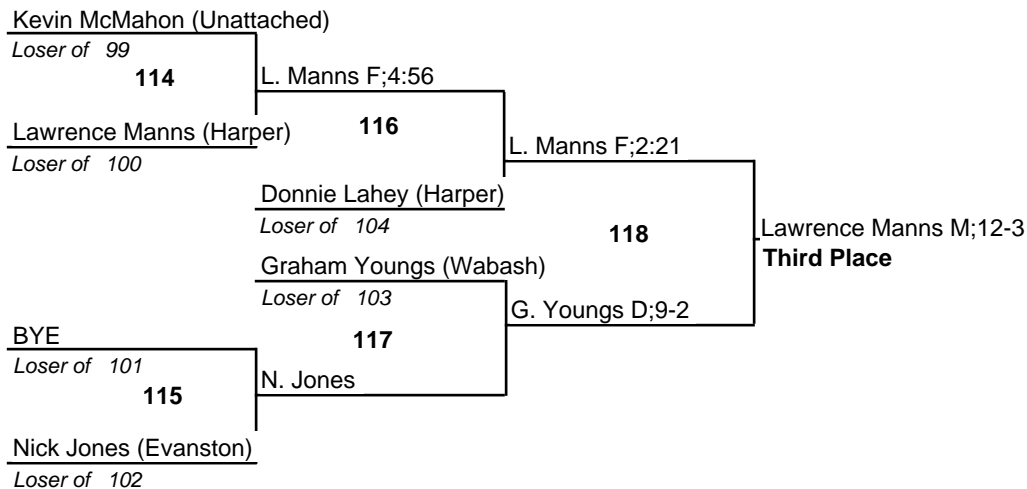 Kevin McMahon (Unattached)
Loser of 99
114
L. Manns F;4:56
Lawrence Manns (Harper)
Loser of 100
116
L. Manns F;2:21
Donnie Lahey (Harper)
Loser of 104
118
Lawrence Manns M;12-3
Third Place
Graham Youngs (Wabash)
Loser of 103
G. Youngs D;9-2
117
BYE
Loser of 101
115
N. Jones
Nick Jones (Evanston)
Loser of 102